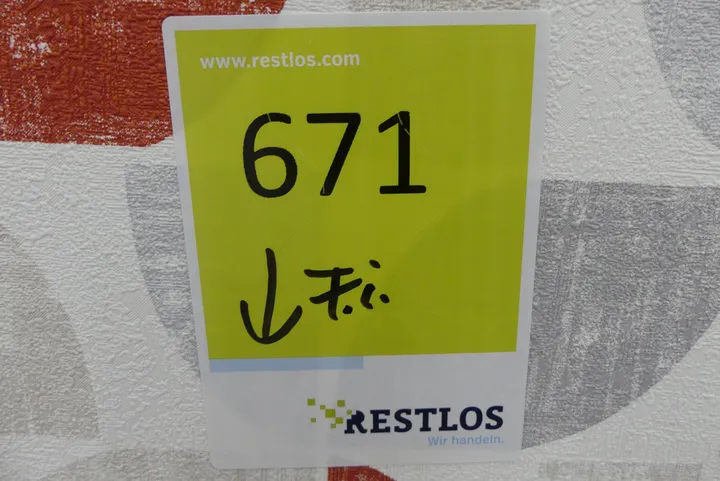 www.restlos.com
671
↓ F.i.
RESTLOS
Wir handeln.